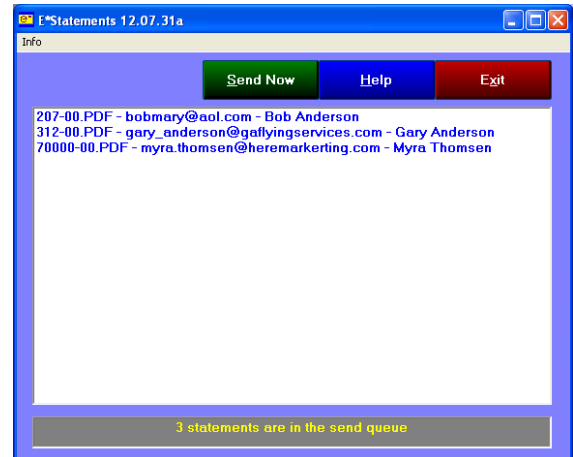 E*Statements 12.07.31a
Info
Send Now Help Exit
207-00.PDF - bobmary@aol.com - Bob Anderson
312-00.PDF - gary_anderson@gaflyingservices.com - Gary Anderson
70000-00.PDF - myra.thomsen@heremarkerting.com - Myra Thomsen
3 statements are in the send queue